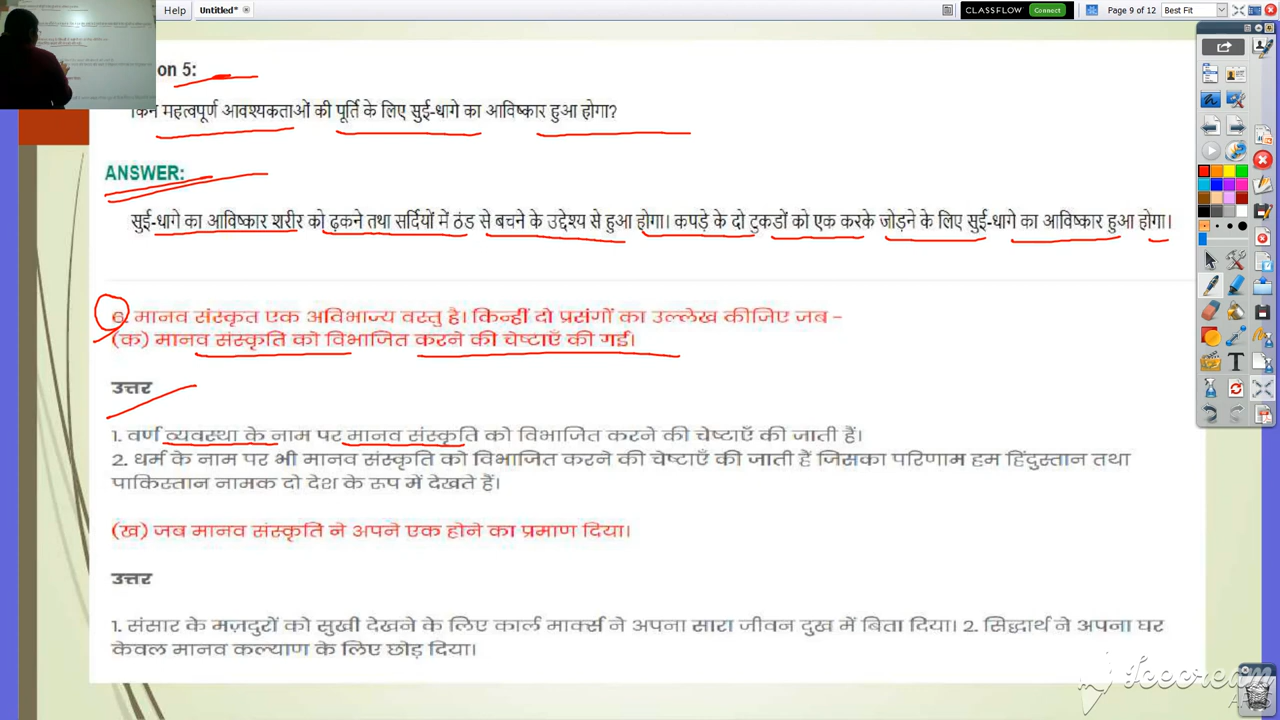 Help
Untitled*
CLASSFLOW Connect
Page 9 of 12
Best Fit
on 5:
किन महत्वपूर्ण आवश्यकताओं की पूर्ति के लिए सुई-धागे का आविष्कार हुआ होगा?
ANSWER:
सुई-धागे का आविष्कार शरीर को ढ़कने तथा सर्दियों में ठंड से बचने के उद्देश्य से हुआ होगा। कपड़े के दो टुकडों को एक करके जोड़ने के लिए सुई-धागे का आविष्कार हुआ होगा।
6 मानव संस्कृत एक अविभाज्य वस्तु है। किन्हीं दो प्रसंगों का उल्लेख कीजिए जब -
(क) मानव संस्कृति को विभाजित करने की चेष्टाएँ की गई।
उत्तर
1. वर्ण व्यवस्था के नाम पर मानव संस्कृति को विभाजित करने की चेष्टाएँ की जाती हैं।
2. धर्म के नाम पर भी मानव संस्कृति को विभाजित करने की चेष्टाएँ की जाती हैं जिसका परिणाम हम हिंदुस्तान तथा
पाकिस्तान नामक दो देश के रूप में देखते हैं।
(ख) जब मानव संस्कृति ने अपने एक होने का प्रमाण दिया।
उत्तर
1. संसार के मज़दुरों को सुखी देखने के लिए कार्ल मार्क्स ने अपना सारा जीवन दुख में बिता दिया। 2. सिद्धार्थ ने अपना घर
केवल मानव कल्याण के लिए छोड़ दिया।
Icecream
APPS